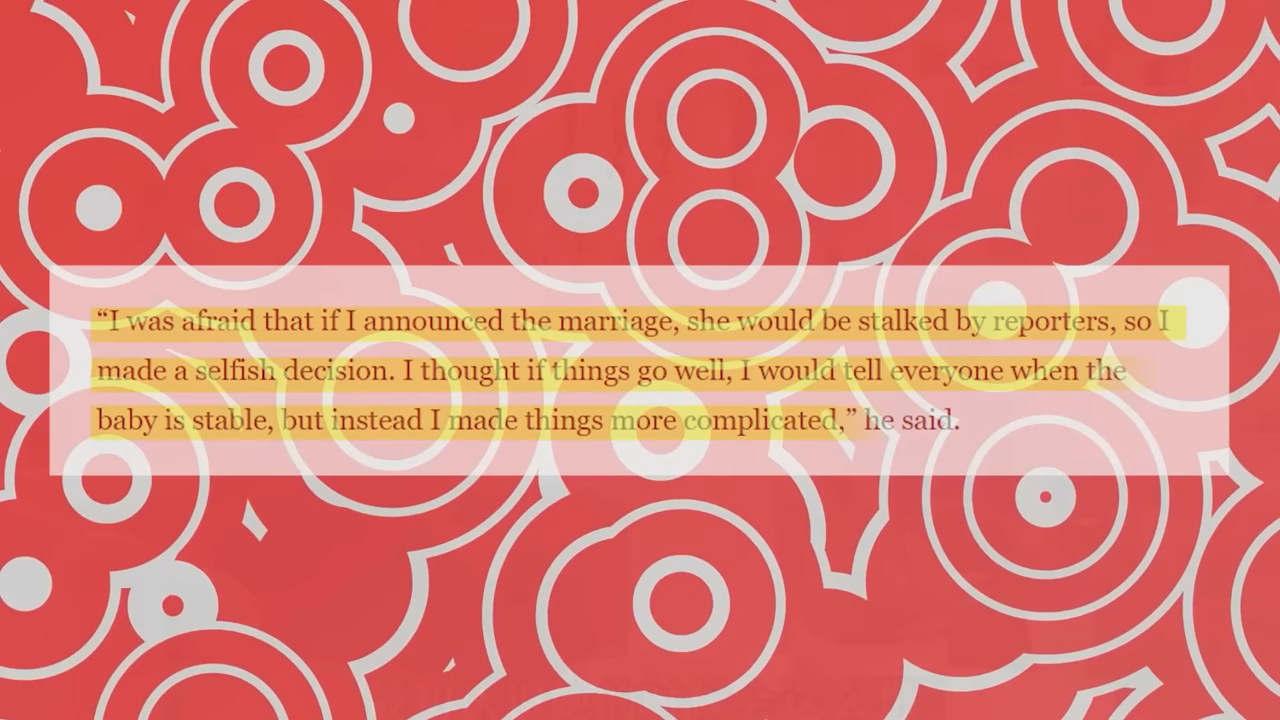 “I was afraid that if I announced the marriage, she would be stalked by reporters, so I
made a selfish decision. I thought if things go well, I would tell everyone when the
baby is stable, but instead I made things more complicated,” he said.